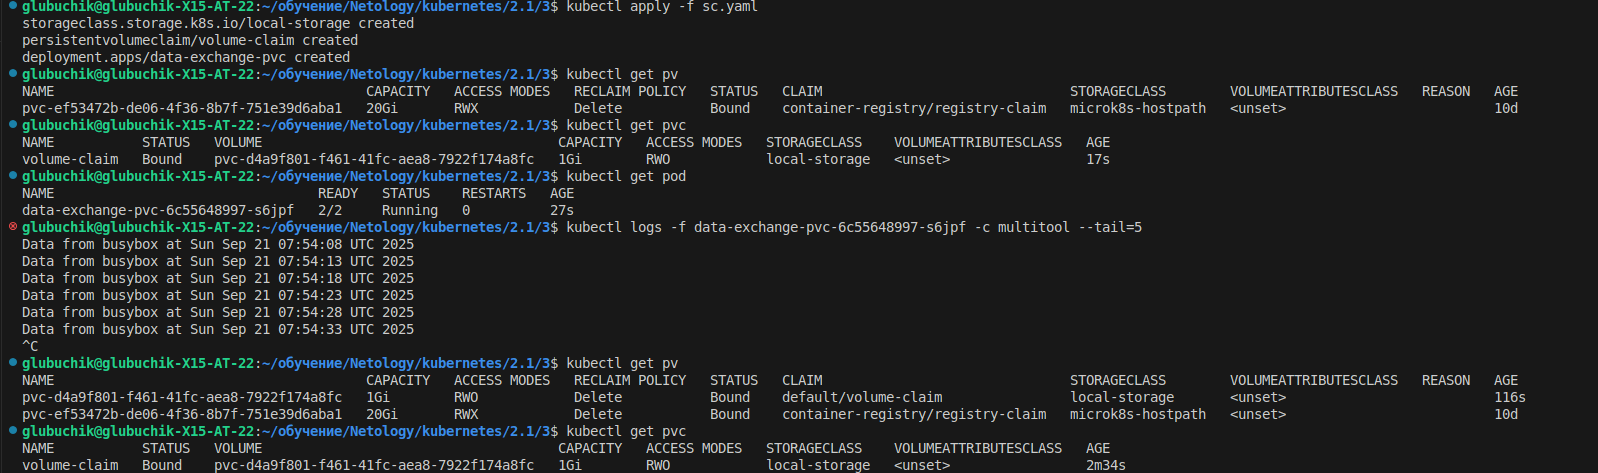 glubuchik@glubuchik-X15-AT-22:~/обучение/Netology/kubernetes/2.1/3$ kubectl apply -f sc.yaml
storageclass.storage.k8s.io/local-storage created
persistentvolumeclaim/volume-claim created
deployment.apps/data-exchange-pvc created
glubuchik@glubuchik-X15-AT-22:~/обучение/Netology/kubernetes/2.1/3$ kubectl get pv
NAME CAPACITY ACCESS MODES RECLAIM POLICY STATUS CLAIM STORAGECLASS VOLUMEATTRIBUTESCLASS REASON AGE
pvc-ef53472b-de06-4f36-8b7f-751e39d6aba1 20Gi RWX Delete Bound container-registry/registry-claim microk8s-hostpath <unset> 10d
glubuchik@glubuchik-X15-AT-22:~/обучение/Netology/kubernetes/2.1/3$ kubectl get pvc
NAME STATUS VOLUME CAPACITY ACCESS MODES STORAGECLASS VOLUMEATTRIBUTESCLASS AGE
volume-claim Bound pvc-d4a9f801-f461-41fc-aea8-7922f174a8fc 1Gi RWO local-storage <unset> 17s
glubuchik@glubuchik-X15-AT-22:~/обучение/Netology/kubernetes/2.1/3$ kubectl get pod
NAME READY STATUS RESTARTS AGE
data-exchange-pvc-6c55648997-s6jpf 2/2 Running 0 27s
glubuchik@glubuchik-X15-AT-22:~/обучение/Netology/kubernetes/2.1/3$ kubectl logs -f data-exchange-pvc-6c55648997-s6jpf -c multitool --tail=5
Data from busybox at Sun Sep 21 07:54:08 UTC 2025
Data from busybox at Sun Sep 21 07:54:13 UTC 2025
Data from busybox at Sun Sep 21 07:54:18 UTC 2025
Data from busybox at Sun Sep 21 07:54:23 UTC 2025
Data from busybox at Sun Sep 21 07:54:28 UTC 2025
Data from busybox at Sun Sep 21 07:54:33 UTC 2025
^C
glubuchik@glubuchik-X15-AT-22:~/обучение/Netology/kubernetes/2.1/3$ kubectl get pv
NAME CAPACITY ACCESS MODES RECLAIM POLICY STATUS CLAIM STORAGECLASS VOLUMEATTRIBUTESCLASS REASON AGE
pvc-d4a9f801-f461-41fc-aea8-7922f174a8fc 1Gi RWO Delete Bound default/volume-claim local-storage <unset> 116s
pvc-ef53472b-de06-4f36-8b7f-751e39d6aba1 20Gi RWX Delete Bound container-registry/registry-claim microk8s-hostpath <unset> 10d
glubuchik@glubuchik-X15-AT-22:~/обучение/Netology/kubernetes/2.1/3$ kubectl get pvc
NAME STATUS VOLUME CAPACITY ACCESS MODES STORAGECLASS VOLUMEATTRIBUTESCLASS AGE
volume-claim Bound pvc-d4a9f801-f461-41fc-aea8-7922f174a8fc 1Gi RWO local-storage <unset> 2m34s